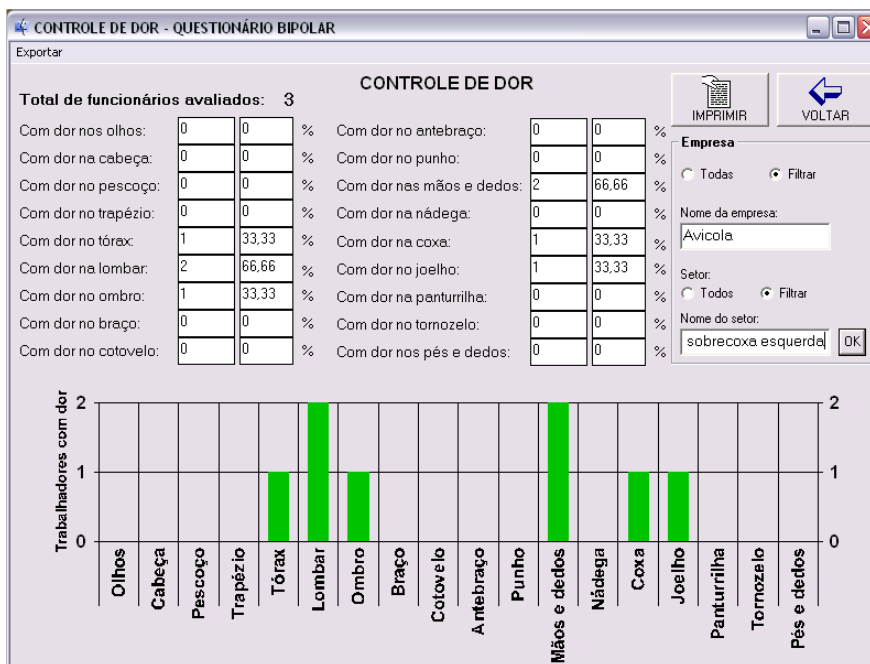 CONTROLE DE DOR - QUESTIONÁRIO BIPOLAR
Exportar
CONTROLE DE DOR
Total de funcionários avaliados: 3
Com dor nos olhos: 0 0 %
Com dor na cabeça: 0 0 %
Com dor no pescoço: 0 0 %
Com dor no trapézio: 0 0 %
Com dor no tórax: 1 33,33 %
Com dor na lombar: 2 66,66 %
Com dor no ombro: 1 33,33 %
Com dor no braço: 0 0 %
Com dor no cotovelo: 0 0 %
Com dor no antebraço: 0 0 %
Com dor no punho: 0 0 %
Com dor nas mãos e dedos: 2 66,66 %
Com dor na nádega: 0 0 %
Com dor na coxa: 1 33,33 %
Com dor no joelho: 1 33,33 %
Com dor na panturrilha: 0 0 %
Com dor no tornozelo: 0 0 %
Com dor nos pés e dedos: 0 0 %
IMPRIMIR
VOLTAR
Empresa
Todas Filtrar
Nome da empresa:
Avicola
Setor:
Todos Filtrar
Nome do setor:
sobrecoxa esquerda OK
Trabalhadores com dor
2 2
1 1
0 0
Olhos
Cabeça
Pescoço
Trapézio
Tórax
Lombar
Ombro
Braço
Cotovelo
Antebraço
Punho
Mãos e dedos
Nádega
Coxa
Joelho
Panturrilha
Tornozelo
Pés e dedos